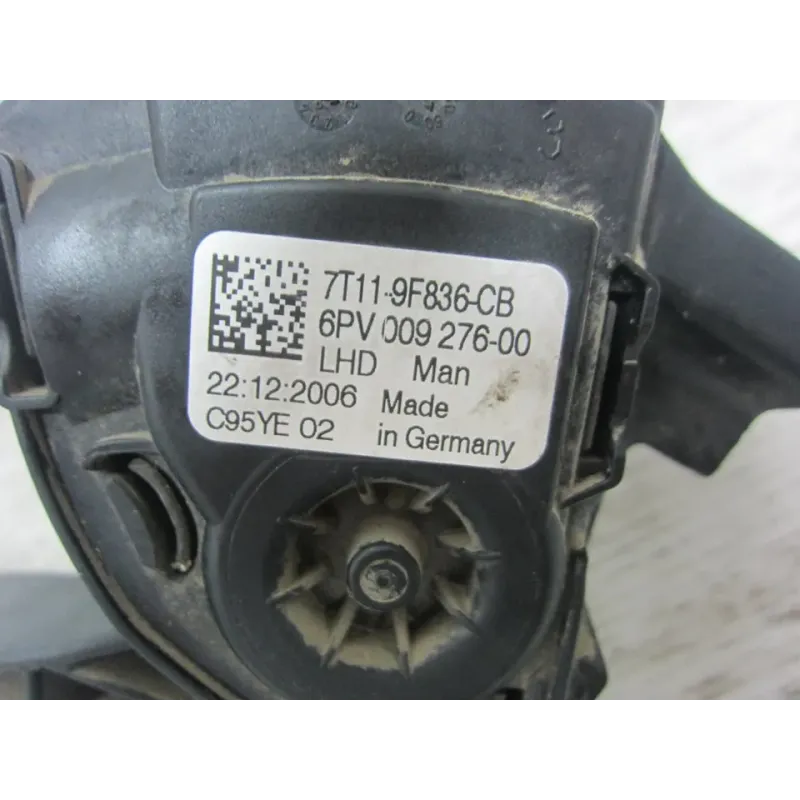 7T11-9F836-CB
6PV 009 276-00
LHD Man
22:12:2006 Made
C95YE 02 in Germany